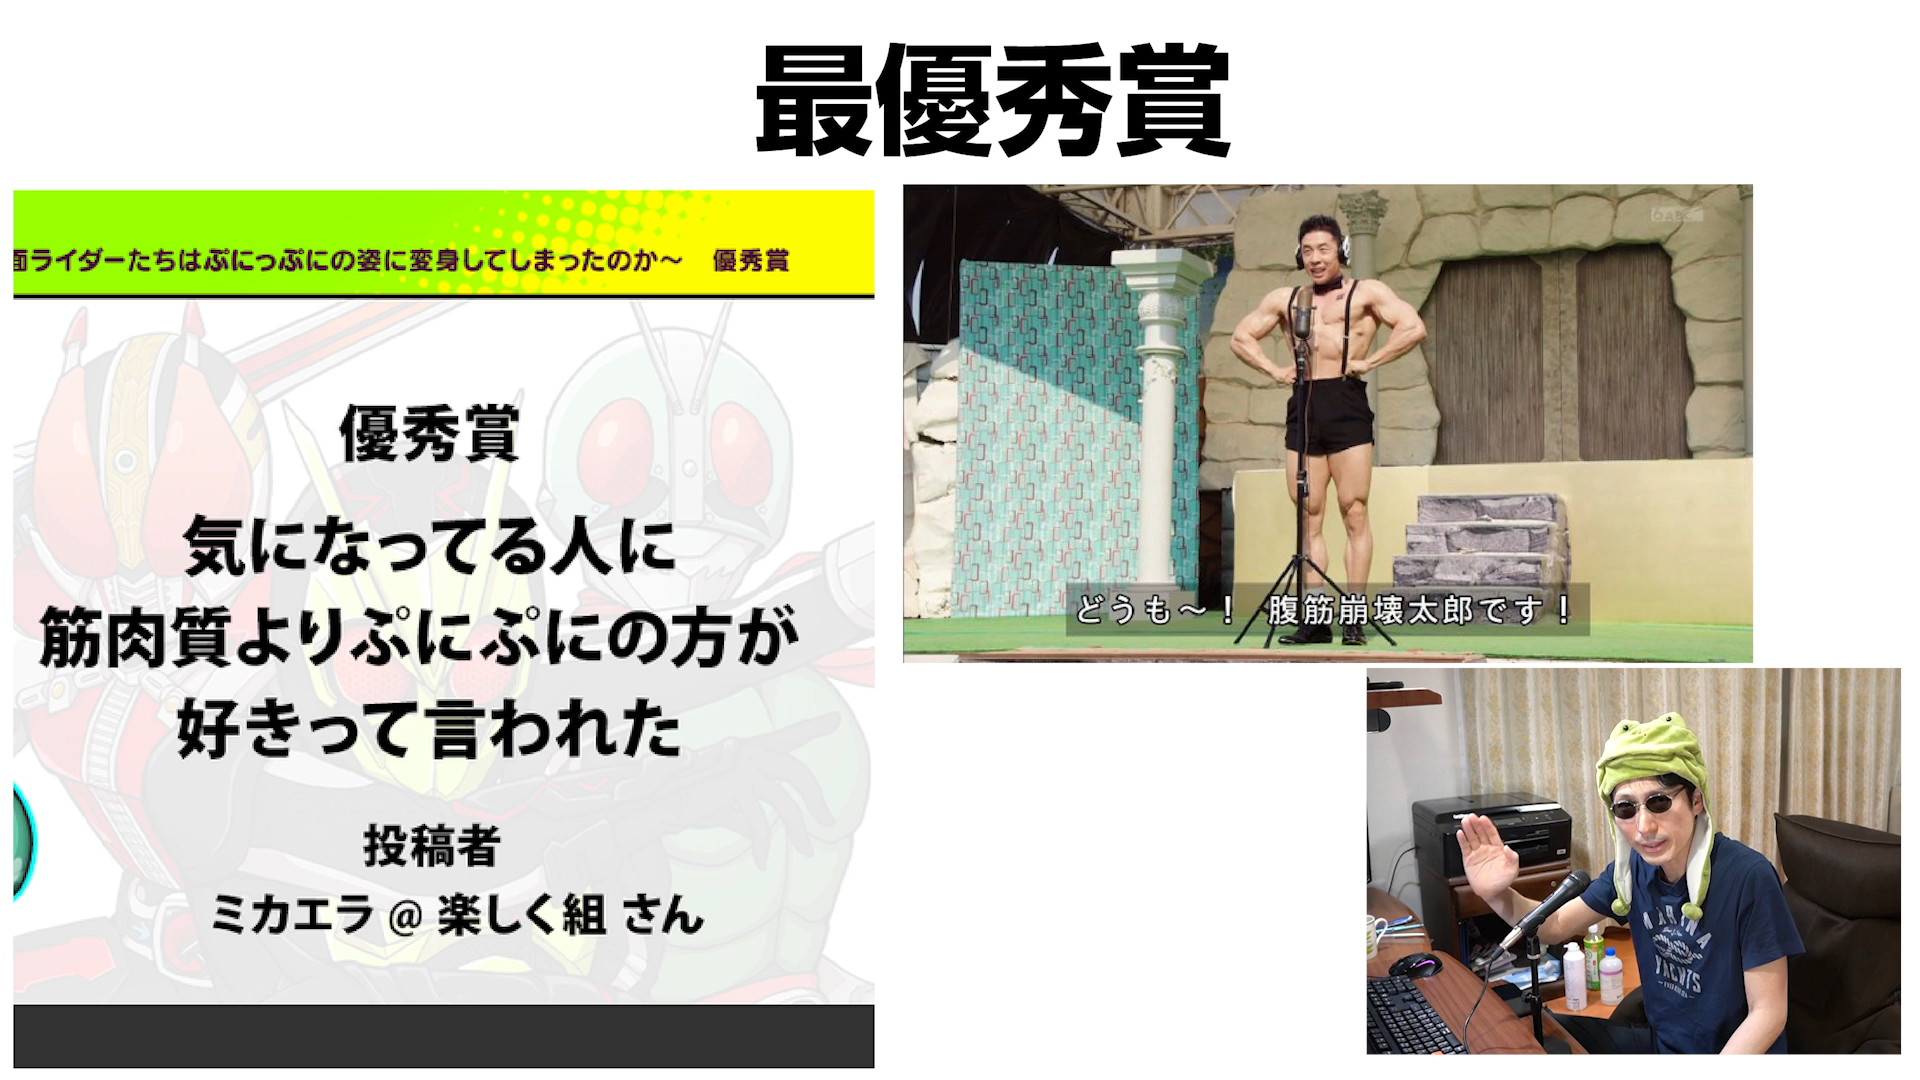 最優秀賞
面ライダーたちはぷにっぷにの姿に変身してしまったのか～　優秀賞
優秀賞
気になってる人に
筋肉質よりぷにぷにの方が
好きって言われた
投稿者
ミカエラ＠楽しく組 さん
6 ABC
どうも～！ 腹筋崩壊太郎です！
MARINA
YACHTS